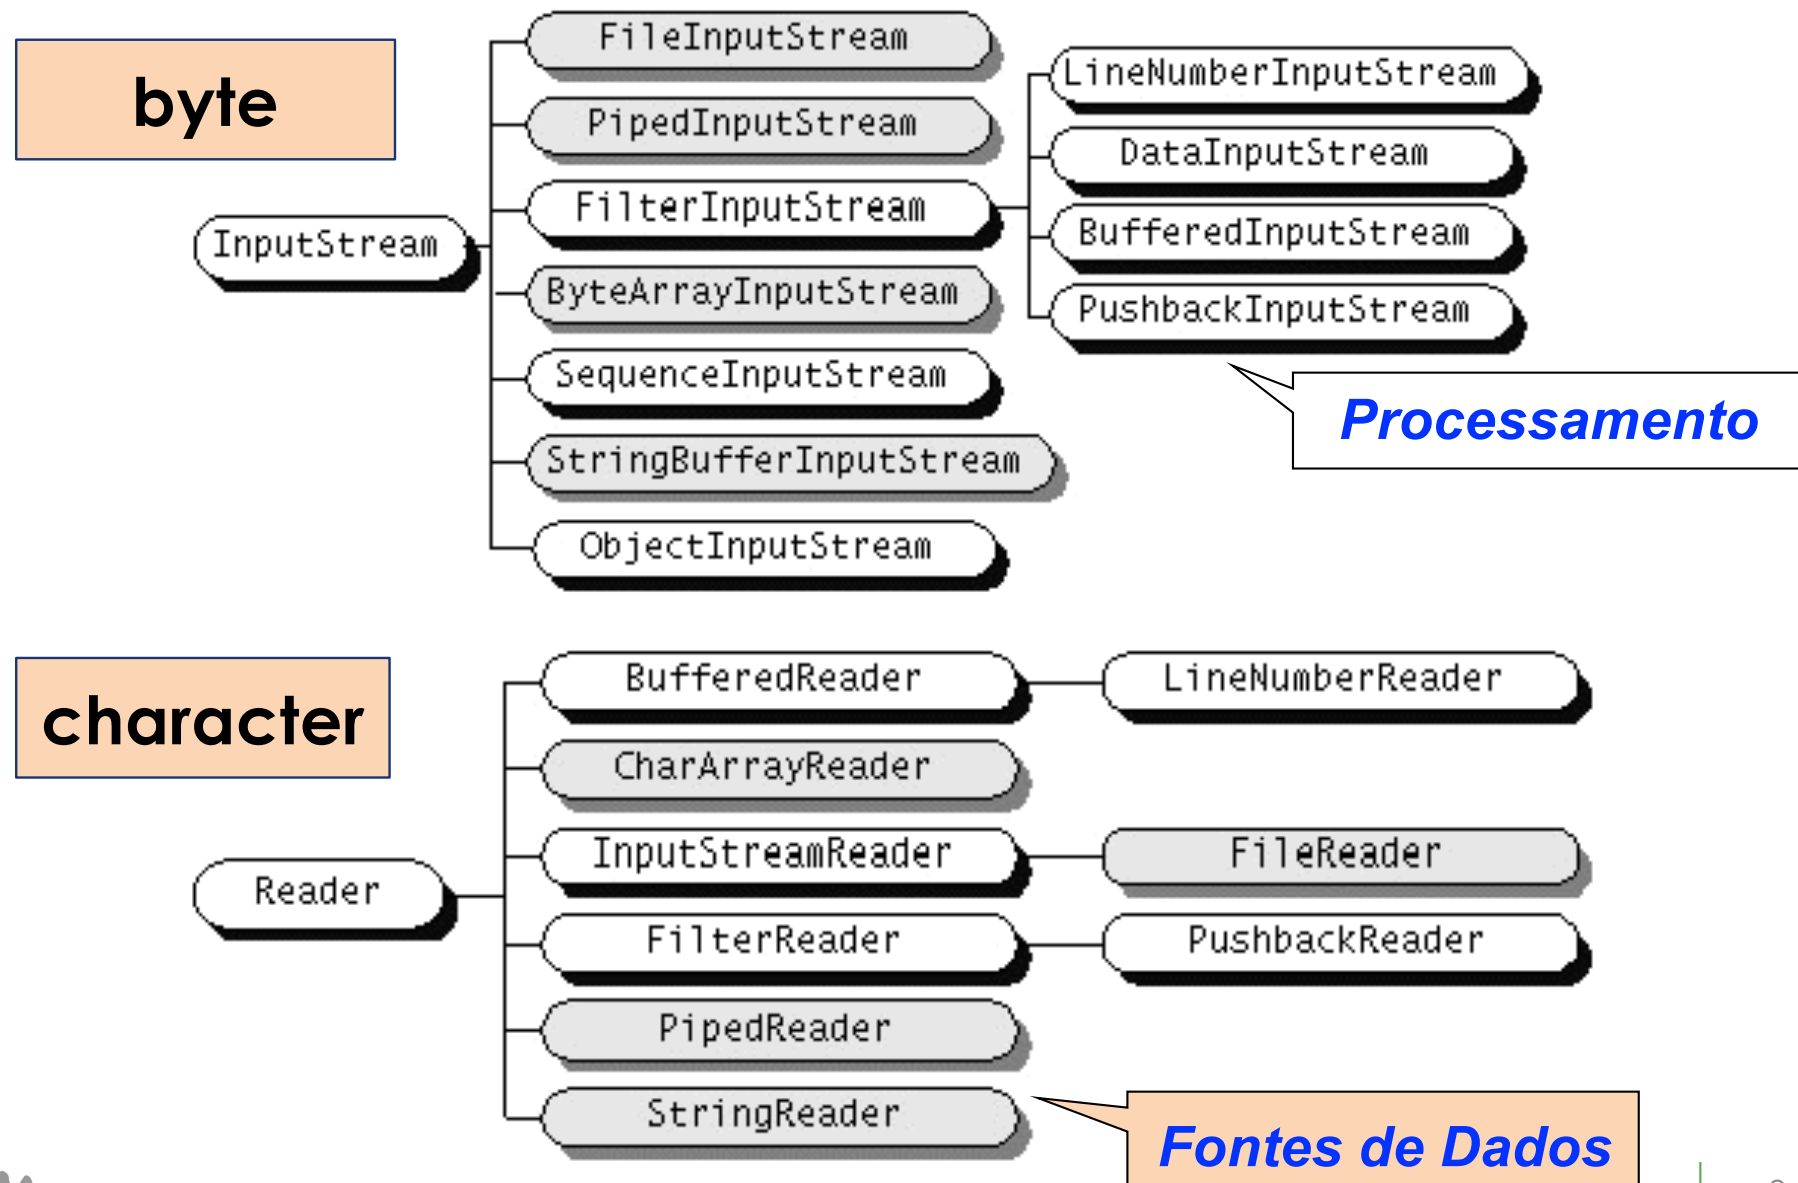 byte
InputStream
FileInputStream
PipedInputStream
FilterInputStream
ByteArrayInputStream
SequenceInputStream
StringBufferInputStream
ObjectInputStream
LineNumberInputStream
DataInputStream
BufferedInputStream
PushbackInputStream
Processamento
character
Reader
BufferedReader
LineNumberReader
CharArrayReader
InputStreamReader
FileReader
FilterReader
PushbackReader
PipedReader
StringReader
Fontes de Dados